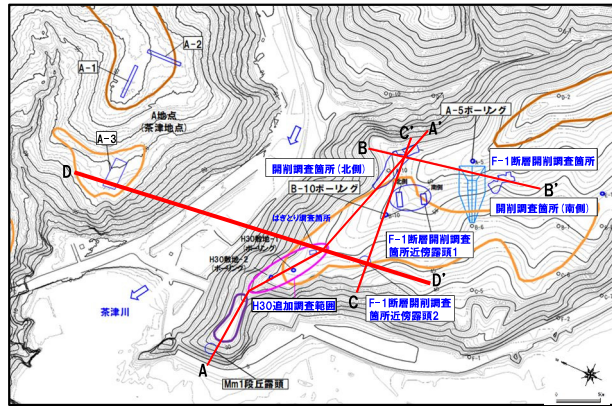 A-2
A-1
A地点
(茶津地点)
A-3
D
A-5ボーリング
C'
A'
B
F-1断層開削調査箇所
開削調査箇所(北側)
B-10ボーリング
北側
南側
B'
開削調査箇所(南側)
はぎとり調査箇所
H30敷地-1
(ボーリング)
H30敷地-2
(ボーリング)
F-1断層開削調査
箇所近傍露頭1
D'
C
H30追加調査範囲
F-1断層開削調査
箇所近傍露頭2
茶津川
A
Mm1段丘露頭